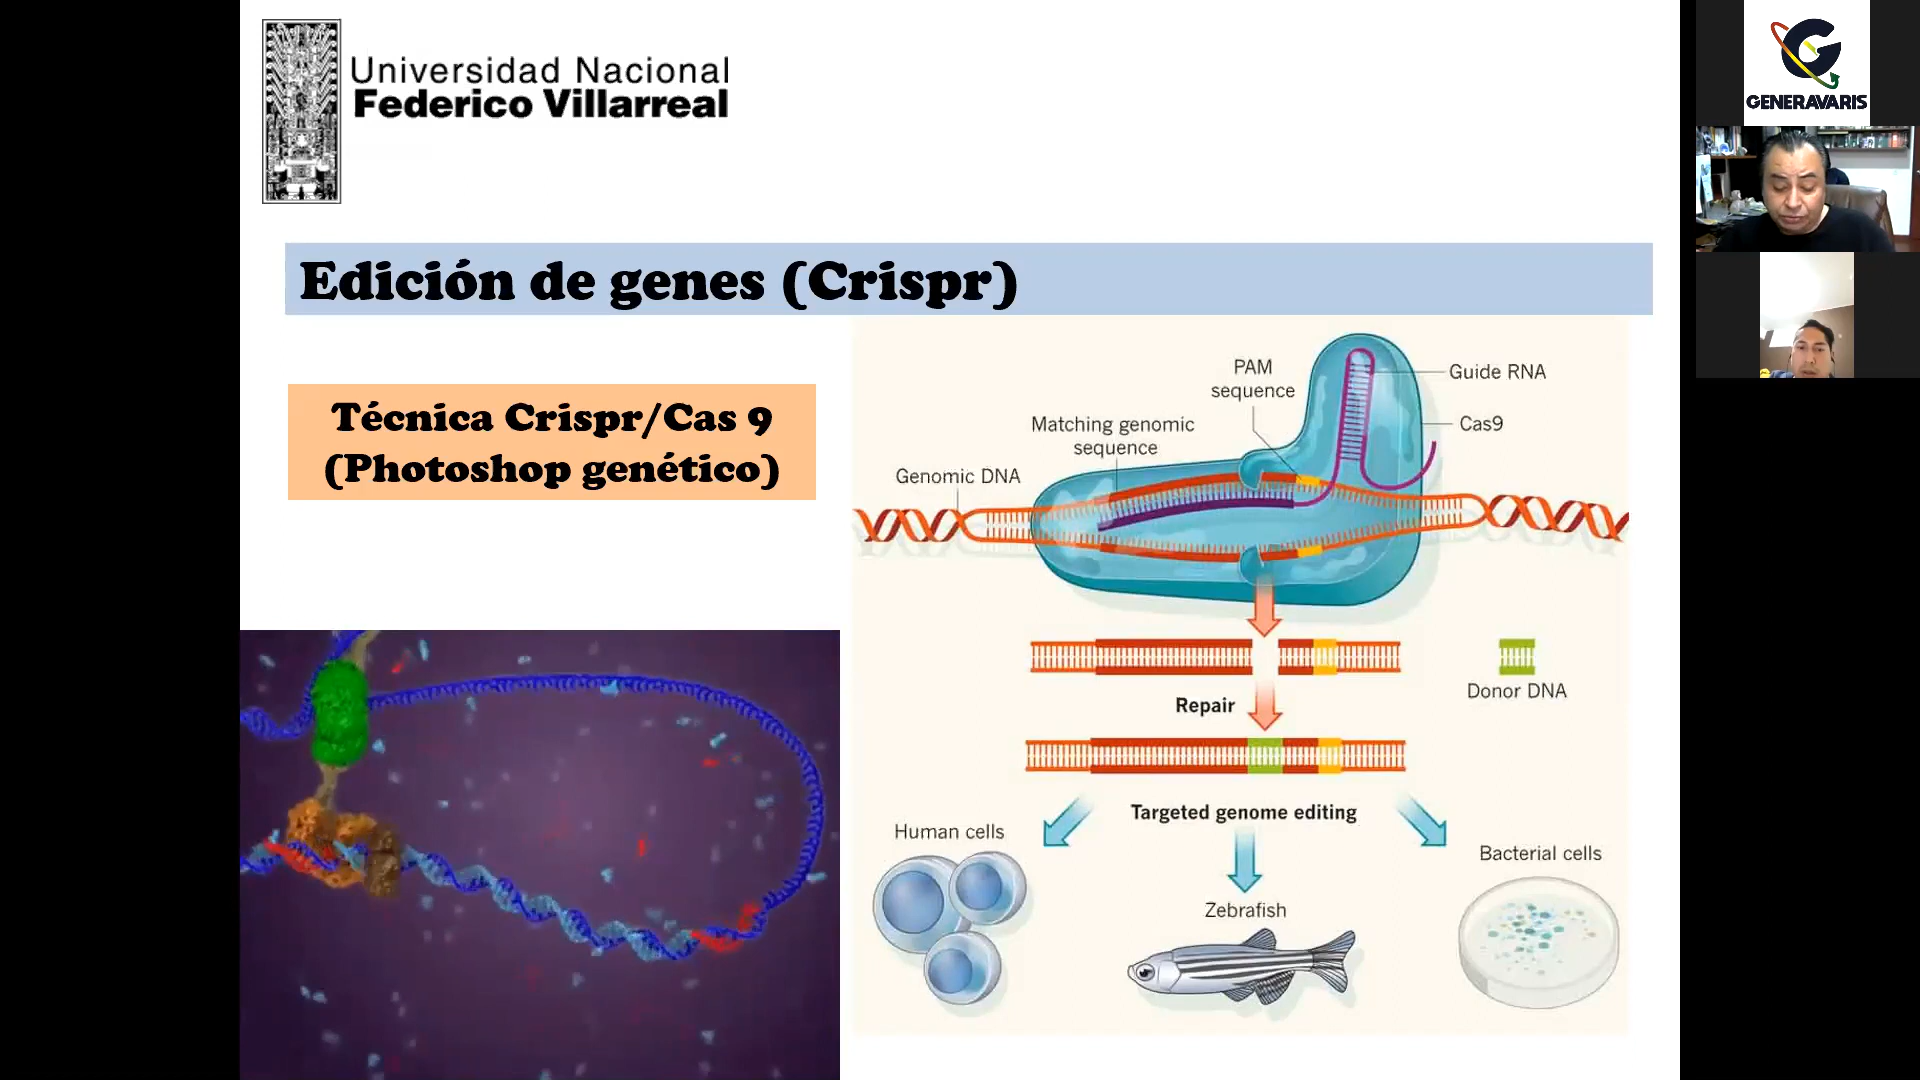 Universidad Nacional
Federico Villarreal
Edición de genes (Crispr)
Técnica Crispr/Cas 9
(Photoshop genético)
PAM
sequence
Guide RNA
Matching genomic
sequence
Cas9
Genomic DNA
Donor DNA
Repair
Targeted genome editing
Human cells
Zebrafish
Bacterial cells
G
GENERAVARIS